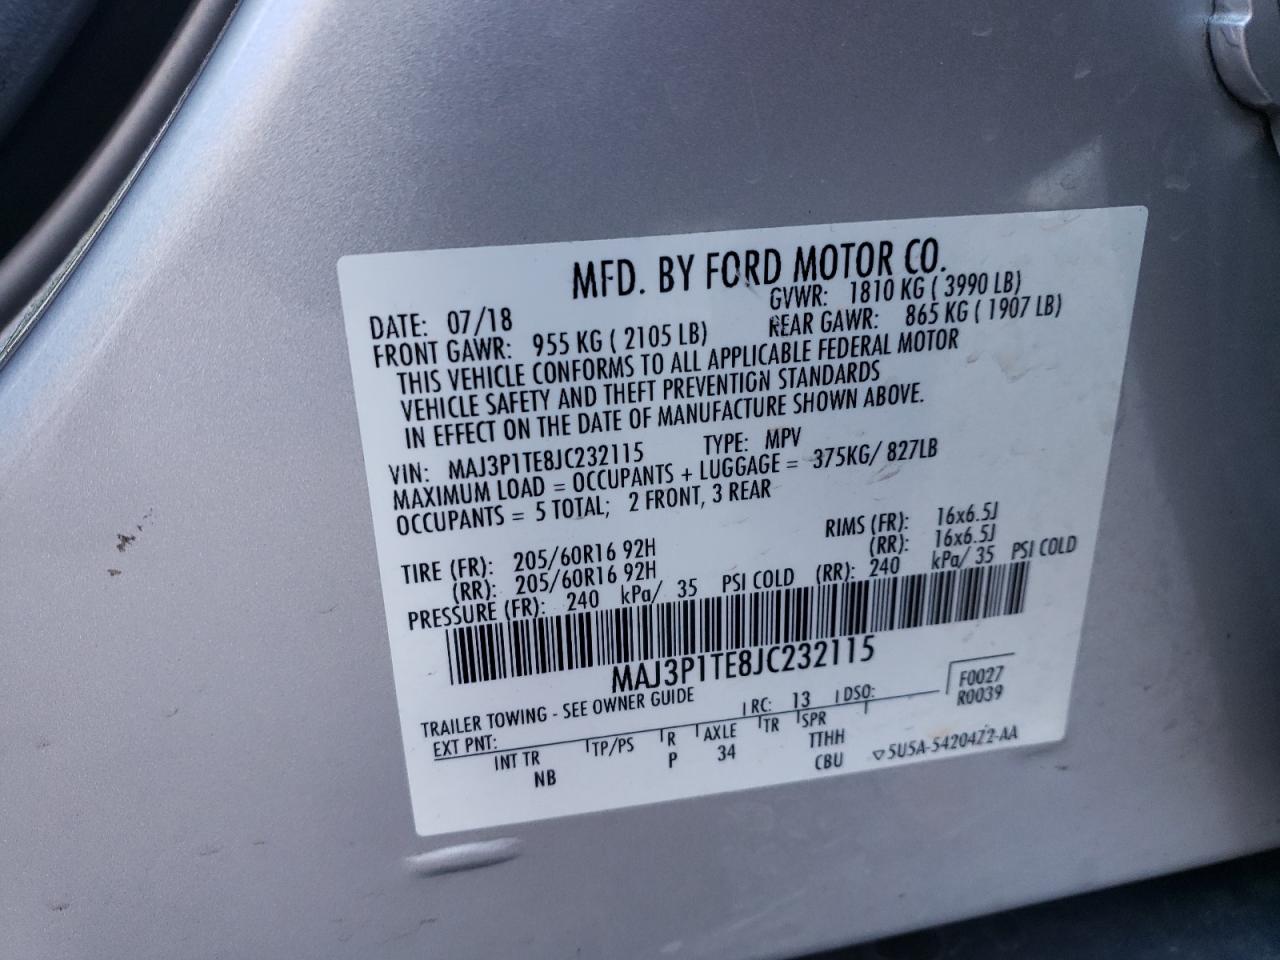 MFD. BY FORD MOTOR CO.
DATE: 07/18 GVWR: 1810 KG ( 3990 LB)
FRONT GAWR: 955 KG ( 2105 LB) REAR GAWR: 865 KG ( 1907 LB)
THIS VEHICLE CONFORMS TO ALL APPLICABLE FEDERAL MOTOR
VEHICLE SAFETY AND THEFT PREVENTION STANDARDS
IN EFFECT ON THE DATE OF MANUFACTURE SHOWN ABOVE.
VIN: MAJ3P1TE8JC232115 TYPE: MPV
MAXIMUM LOAD = OCCUPANTS + LUGGAGE = 375KG/ 827LB
OCCUPANTS = 5 TOTAL; 2 FRONT, 3 REAR
TIRE (FR): 205/60R16 92H RIMS (FR): 16x6.5J
(RR): 205/60R16 92H (RR): 16x6.5J
PRESSURE (FR): 240 kPa/ 35 PSI COLD (RR): 240 kPa/ 35 PSI COLD
MAJ3P1TE8JC232115
TRAILER TOWING - SEE OWNER GUIDE
F0027
EXT PNT: RC: 13 DSO: R0039
INT TR TP/PS R AXLE TR SPR
NB P 34 TTHH
CBU ▽5U5A-5420472-AA